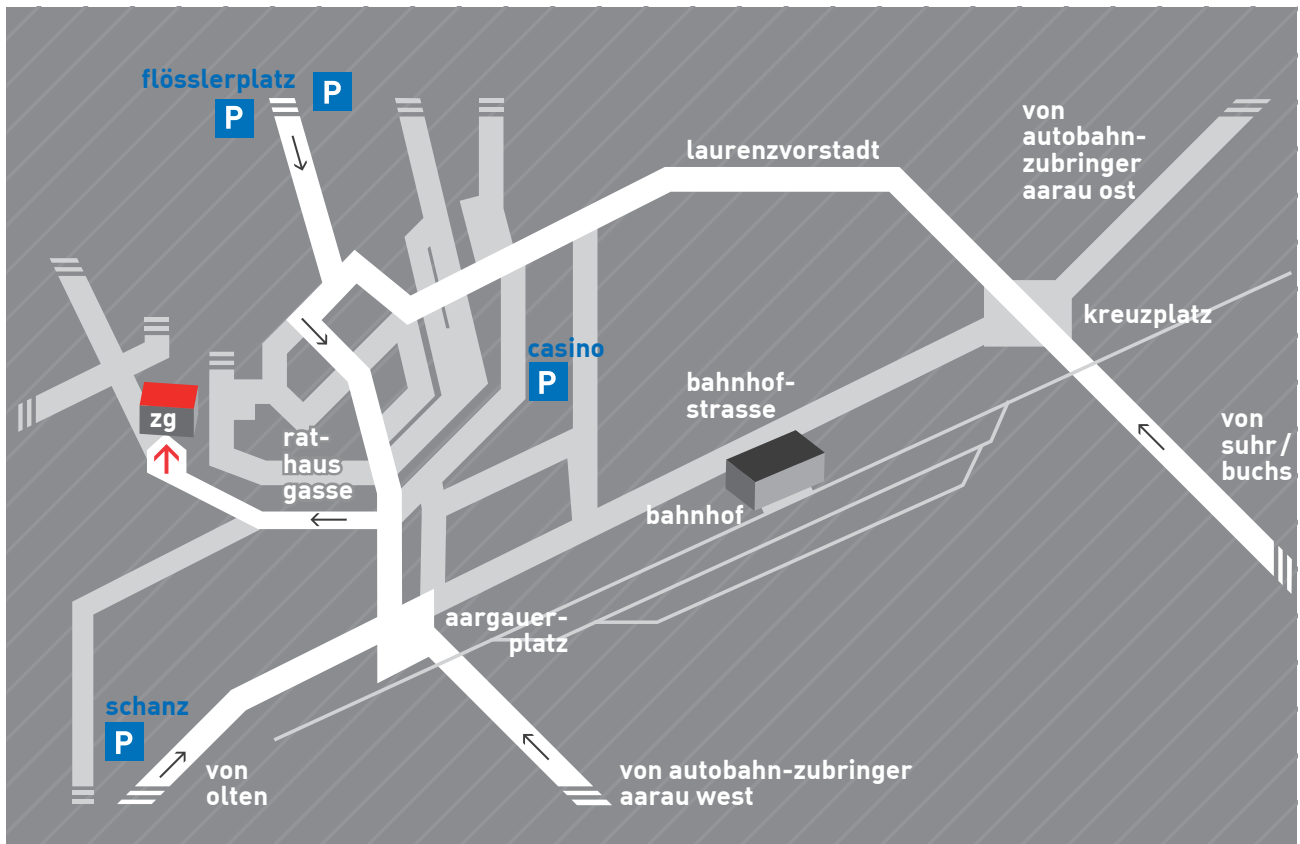 flösslerplatz
P
P
laurenzvorstadt
von
autobahn-
zubringer
aarau ost
kreuzplatz
casino
P
bahnhof-
strasse
zg
rat-
haus
gasse
von
suhr/
buchs
bahnhof
aargauer-
platz
schanz
P
von
olten
von autobahn-zubringer
aarau west